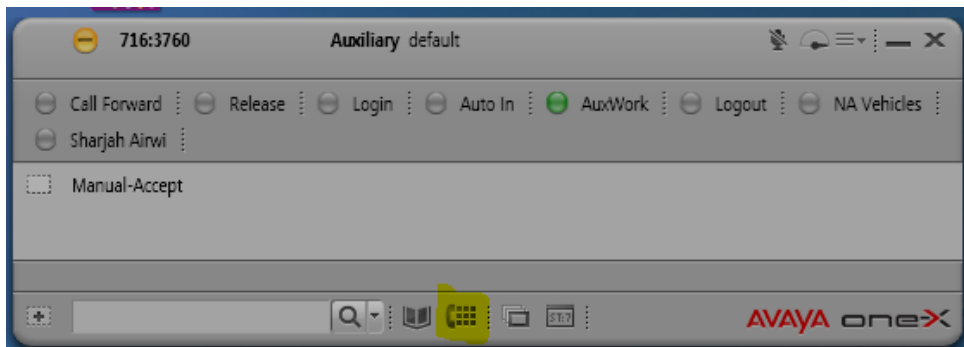 716:3760 Auxiliary default
Call Forward Release Login Auto In AuxWork Logout NA Vehicles
Sharjah Airwi
Manual-Accept
ST:? AVAYA one-X